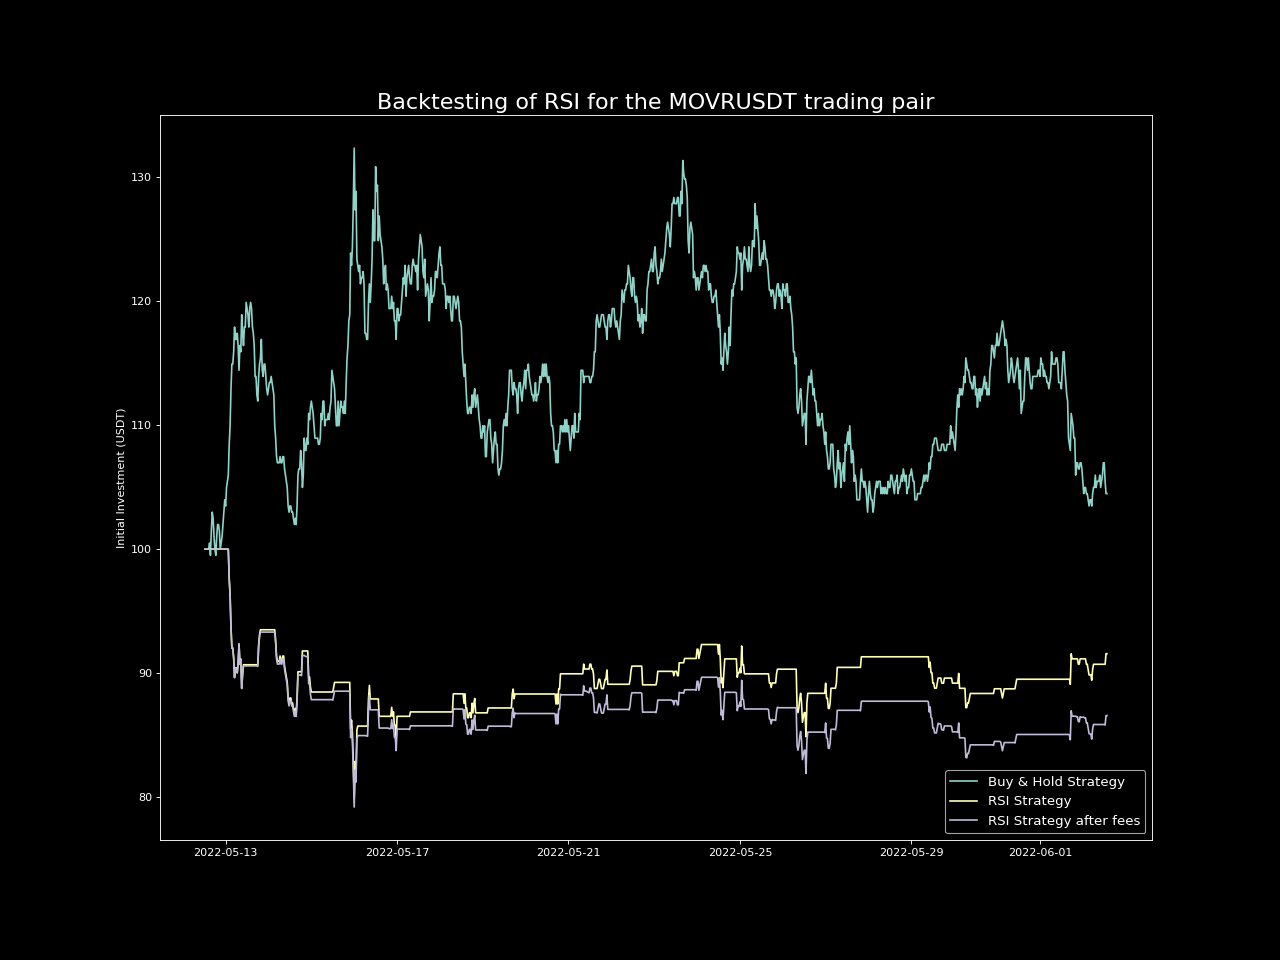 Backtesting of RSI for the MOVRUSDT trading pair
Initial Investment (USDT)
130
120
110
100
90
80
2022-05-13
2022-05-17
2022-05-21
2022-05-25
2022-05-29
2022-06-01
Buy & Hold Strategy
RSI Strategy
RSI Strategy after fees